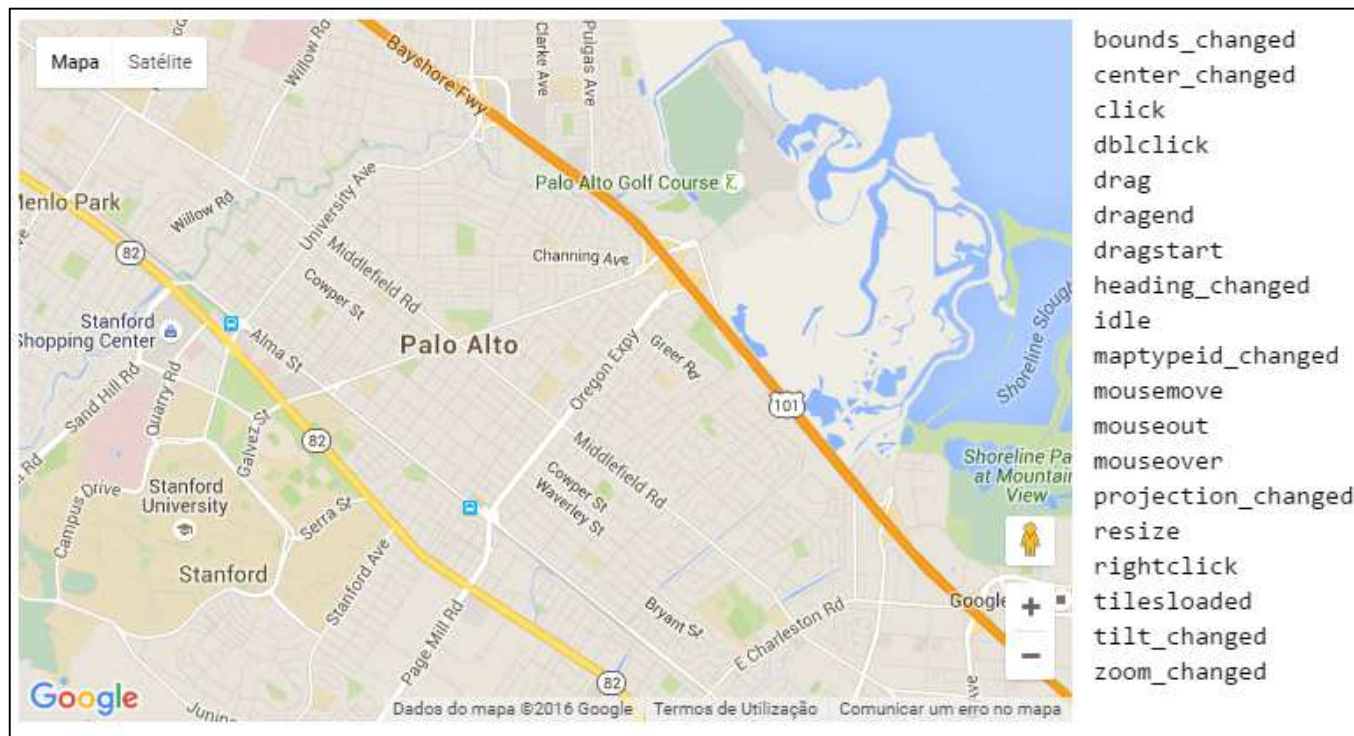 Mapa
Satélite
Bayshore Fwy
Clarke Ave
Pulgas Ave
Willow Rd
University Ave
Palo Alto Golf Course
Menlo Park
Willow Rd
82
Middlefield Rd
Channing Ave
Cowper St
Stanford
Shopping Center
Alma St
Palo Alto
Oregon Expy
Greer Rd
Shoreline Slough
Sand Hill Rd
Quarry Rd
Galvez St
82
101
Middlefield Rd
Cowper St
Waverley St
Shoreline Pa
at Mountain
View
Campus Drive
Stanford
University
Serra St
Stanford
Stanford Ave
Page Mill Rd
Bryant St
E Charleston Rd
Google
+
−
82
Ave
Google
Dados do mapa ©2016 Google
Termos de Utilização
Comunicar um erro no mapa
bounds_changed
center_changed
click
dblclick
drag
dragend
dragstart
heading_changed
idle
maptypeid_changed
mousemove
mouseout
mouseover
projection_changed
resize
rightclick
tilesloaded
tilt_changed
zoom_changed